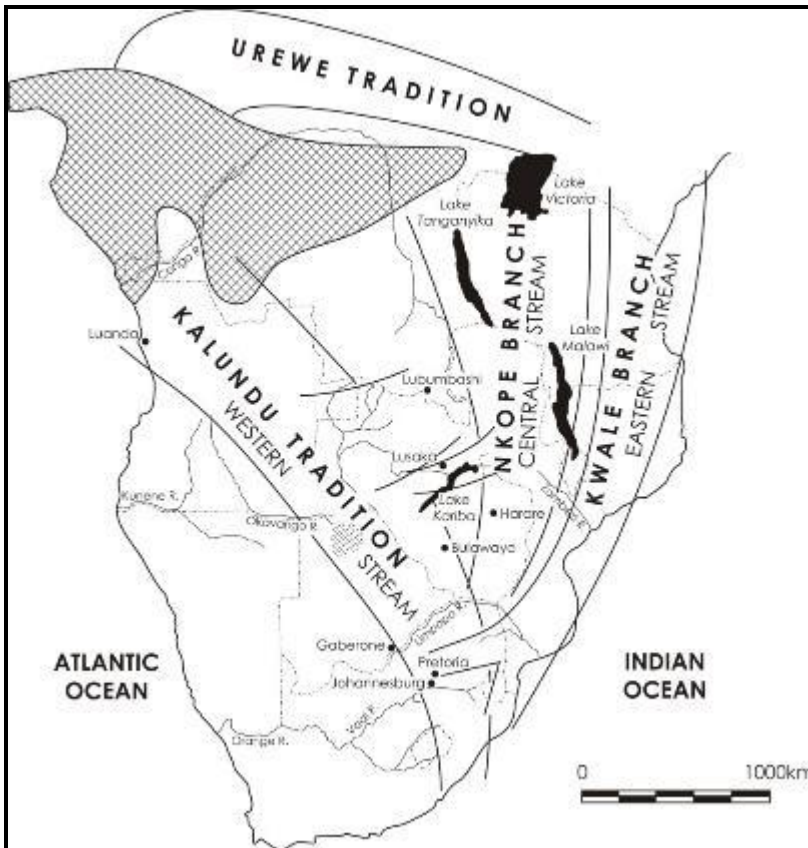 UREWE TRADITION
Lake
Victoria
Lake
Tanganyika
Congo R.
Luanda
KALUNDU TRADITION
WESTERN
STREAM
NKOPE BRANCH
CENTRAL
STREAM
KWALE BRANCH
EASTERN
STREAM
Lake
Malawi
Lubumbashi
Lusaka
Lake
Kariba
Harare
Zambezi R.
Kunene R.
Okavango R.
Bulawayo
Limpopo R.
Gaberone
Pretoria
Johannesburg
Vaal R.
Orange R.
ATLANTIC
OCEAN
INDIAN
OCEAN
0
1000km